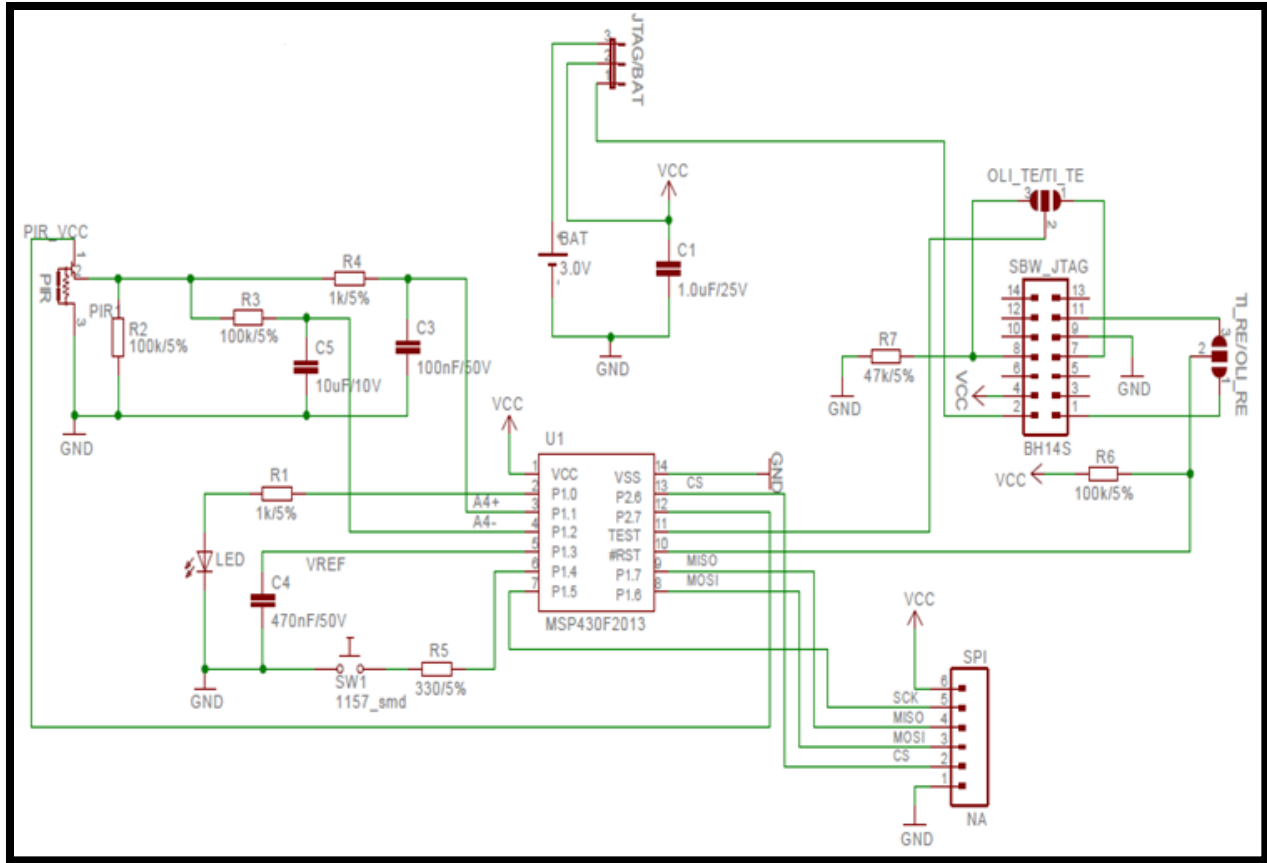 JTAG/BAT
3
2
1
VCC
BAT
+
3.0V
-
C1
1.0uF/25V
GND
OLI_TE/TI_TE
3
1
2
SBW_JTAG
14
13
12
11
10
9
8
7
6
5
4
3
2
1
BH14S
TI_RE/OLI_RE
3
2
1
R7
47k/5%
GND
VCC
GND
R6
100k/5%
VCC
PIR_VCC
1
2
3
PIR
PIR1
R2
100k/5%
R3
100k/5%
R4
1k/5%
C5
10uF/10V
C3
100nF/50V
GND
VCC
U1
1
VCC
VSS
14
GND
2
P1.0
P2.6
13
CS
3
P1.1
P2.7
12
A4+
4
P1.2
TEST
11
A4-
5
P1.3
#RST
10
6
P1.4
P1.7
9
MISO
7
P1.5
P1.6
8
MOSI
MSP430F2013
R1
1k/5%
LED
VREF
C4
470nF/50V
GND
SW1
1157_smd
R5
330/5%
VCC
SPI
6
SCK
5
MISO
4
MOSI
3
CS
2
1
GND
NA